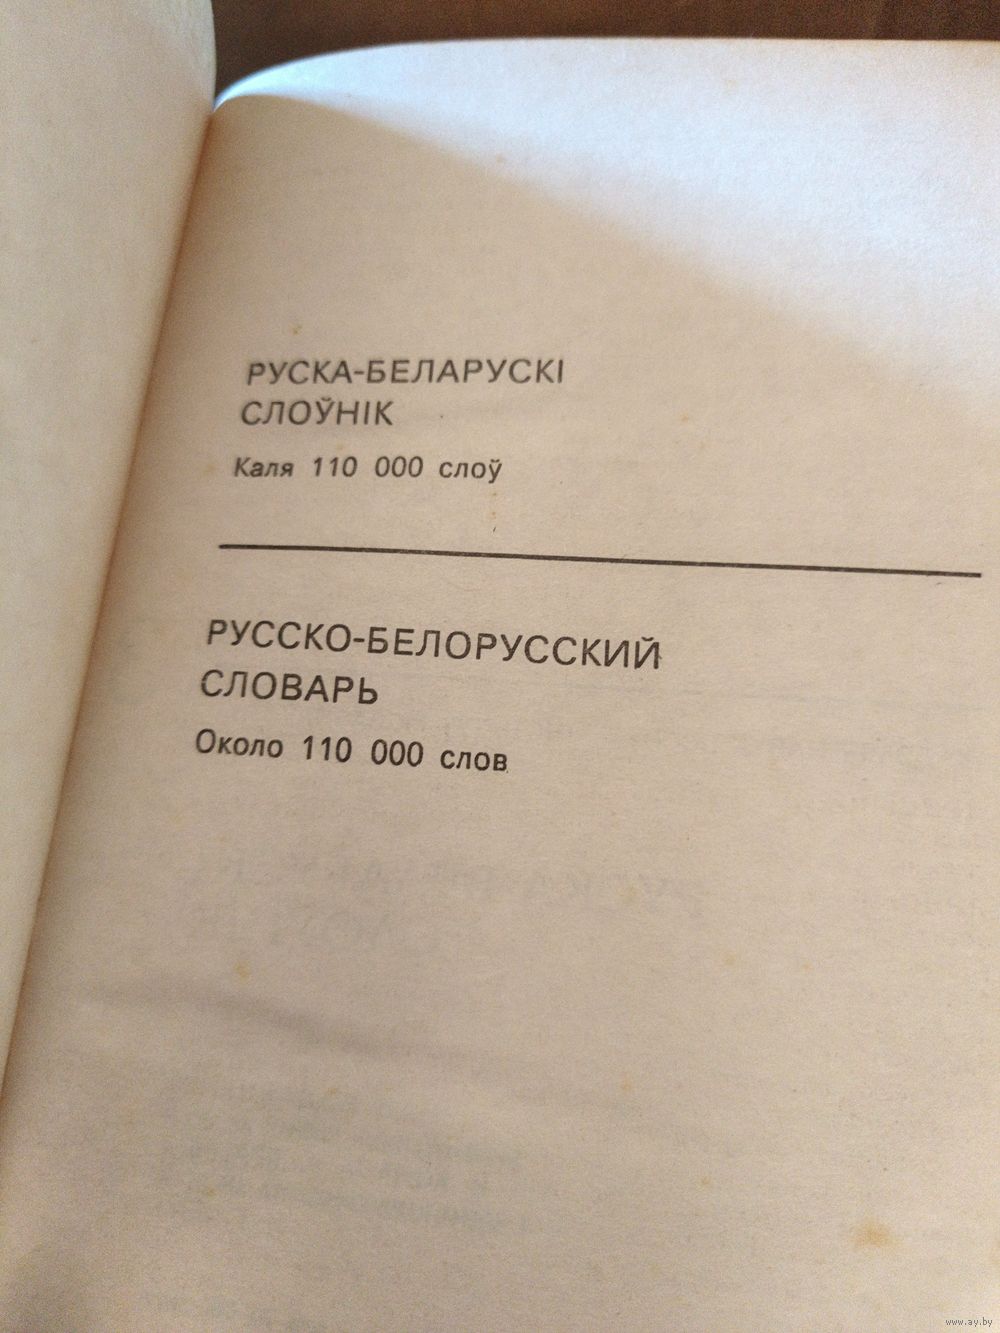 РУСКА-БЕЛАРУСКІ
СЛОЎНІК
Каля 110 000 слоў
РУССКО-БЕЛОРУССКИЙ
СЛОВАРЬ
Около 110 000 слов
www.ay.by